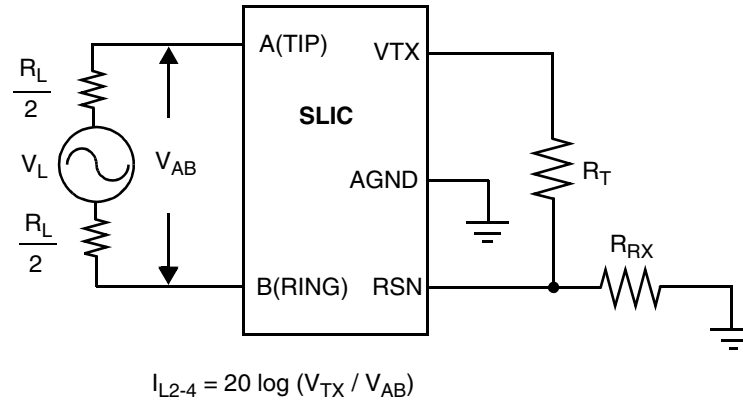 A(TIP)
VTX
R_L
2
SLIC
V_L
V_AB
R_T
AGND
R_L
2
R_RX
B(RING)
RSN
I_L2-4 = 20 log (V_TX / V_AB)